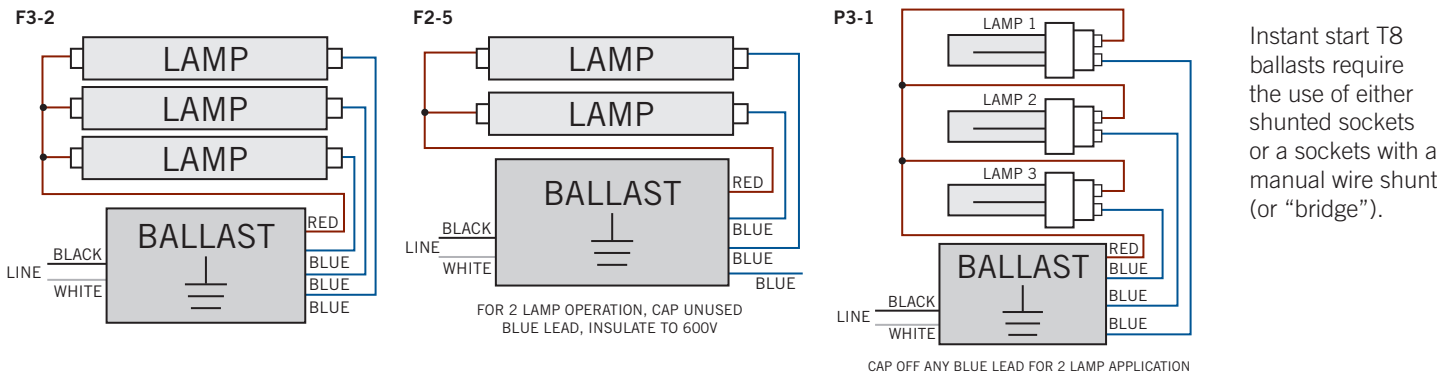 F3-2
LAMP
LAMP
LAMP
BALLAST
RED
BLACK
LINE
WHITE
BLUE
BLUE
BLUE
F2-5
LAMP
LAMP
BALLAST
RED
BLACK
LINE
WHITE
BLUE
BLUE
BLUE
FOR 2 LAMP OPERATION, CAP UNUSED
BLUE LEAD, INSULATE TO 600V
P3-1
LAMP 1
LAMP 2
LAMP 3
BALLAST
RED
BLUE
BLACK
LINE
WHITE
BLUE
BLUE
CAP OFF ANY BLUE LEAD FOR 2 LAMP APPLICATION
Instant start T8
ballasts require
the use of either
shunted sockets
or a sockets with a
manual wire shunt
(or “bridge”).